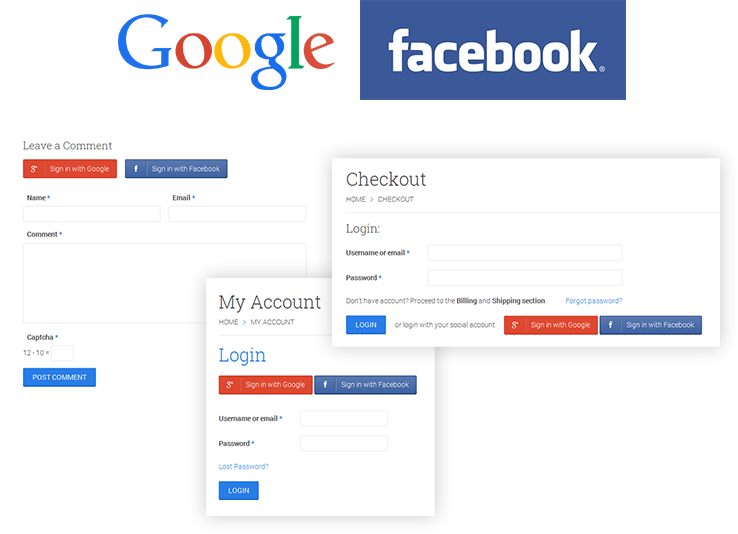 Google
facebook®
Leave a Comment
g+ Sign in with Google
f Sign in with Facebook
Name *
Email *
Comment *
Captcha *
12 - 10 =
POST COMMENT
Checkout
HOME > CHECKOUT
Login:
Username or email *
Password *
Don't have account? Proceed to the Billing and Shipping section.
Forgot password?
LOGIN
or login with your social account
g+ Sign in with Google
f Sign in with Facebook
My Account
HOME > MY ACCOUNT
Login
g+ Sign in with Google
f Sign in with Facebook
Username or email *
Password *
Lost Password?
LOGIN